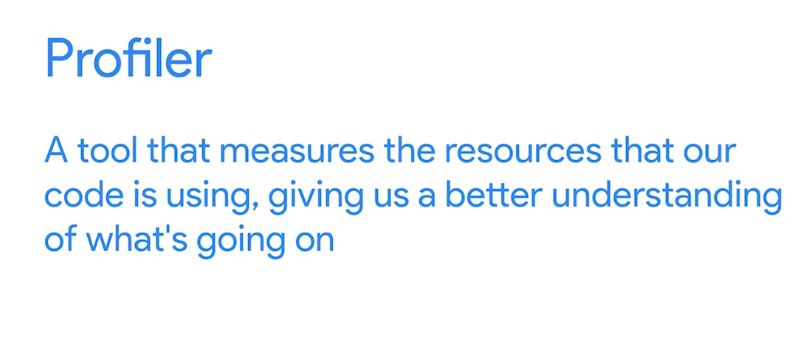 Profiler
A tool that measures the resources that our
code is using, giving us a better understanding
of what's going on